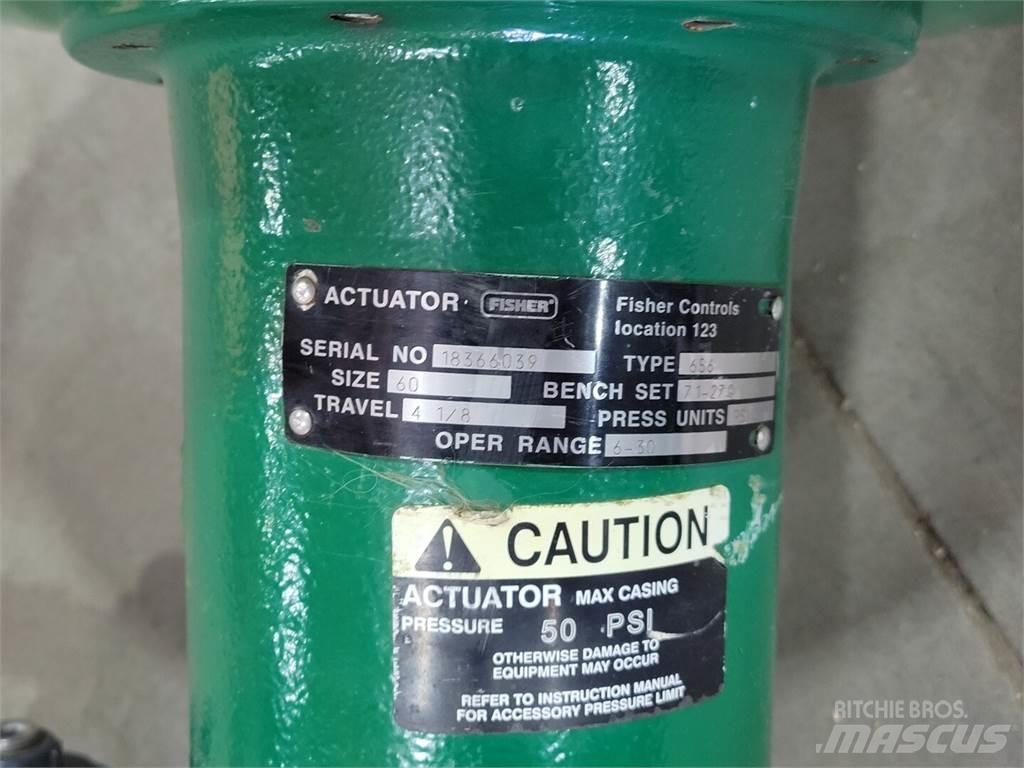 ACTUATOR FISHER Fisher Controls
location 123
SERIAL NO 18366039 TYPE 656
SIZE 60 BENCH SET
TRAVEL 4 1/8 PRESS UNITS
OPER RANGE 6-30
CAUTION
ACTUATOR MAX CASING
PRESSURE 50 PSI
OTHERWISE DAMAGE TO
EQUIPMENT MAY OCCUR
REFER TO INSTRUCTION MANUAL
FOR ACCESSORY PRESSURE LIMIT
RITCHIE BROS.
MASCUS